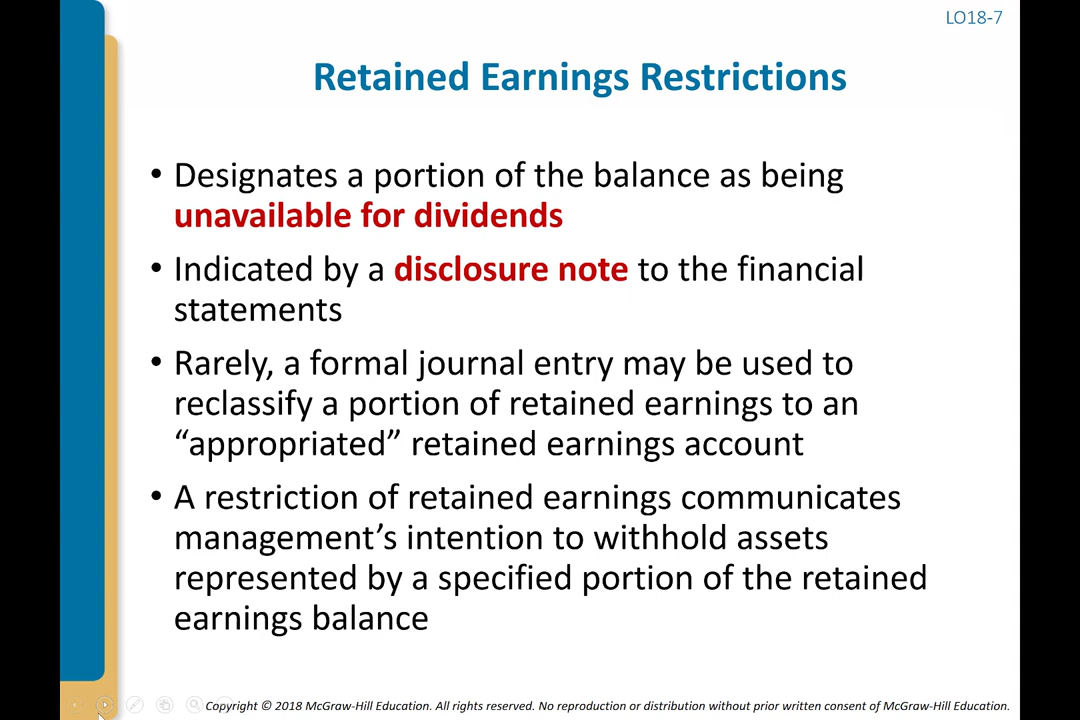 LO18-7
Retained Earnings Restrictions
• Designates a portion of the balance as being
unavailable for dividends
• Indicated by a disclosure note to the financial
statements
• Rarely, a formal journal entry may be used to
reclassify a portion of retained earnings to an
“appropriated” retained earnings account
• A restriction of retained earnings communicates
management’s intention to withhold assets
represented by a specified portion of the retained
earnings balance
Copyright © 2018 McGraw-Hill Education. All rights reserved. No reproduction or distribution without prior written consent of McGraw-Hill Education.